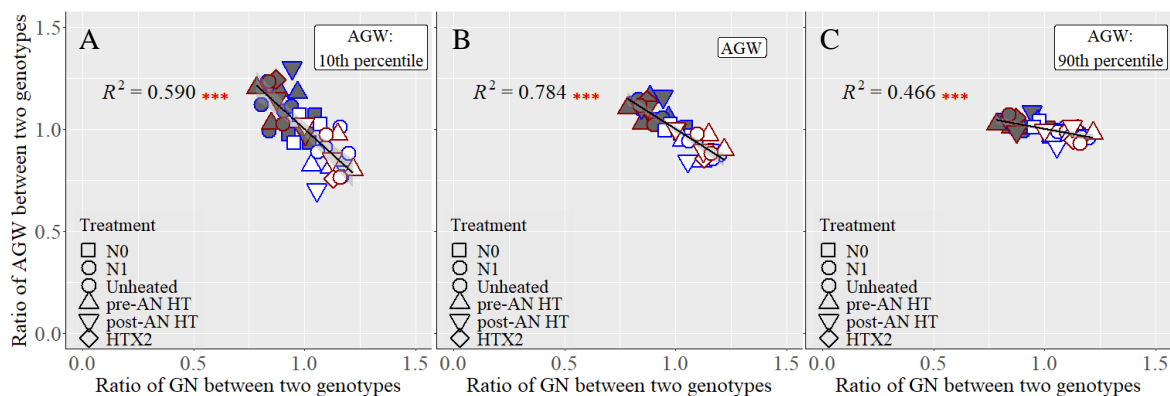 Ratio of AGW between two genotypes
1.5
1.0
0.5
0.0
A
AGW:
10th percentile
R² = 0.590 ***
Treatment
N0
N1
Unheated
pre-AN HT
post-AN HT
HTX2
0.0 0.5 1.0 1.5
Ratio of GN between two genotypes
B
AGW
R² = 0.784 ***
Treatment
N0
N1
Unheated
pre-AN HT
post-AN HT
HTX2
0.0 0.5 1.0 1.5
Ratio of GN between two genotypes
C
AGW:
90th percentile
R² = 0.466 ***
Treatment
N0
N1
Unheated
pre-AN HT
post-AN HT
HTX2
0.0 0.5 1.0 1.5
Ratio of GN between two genotypes